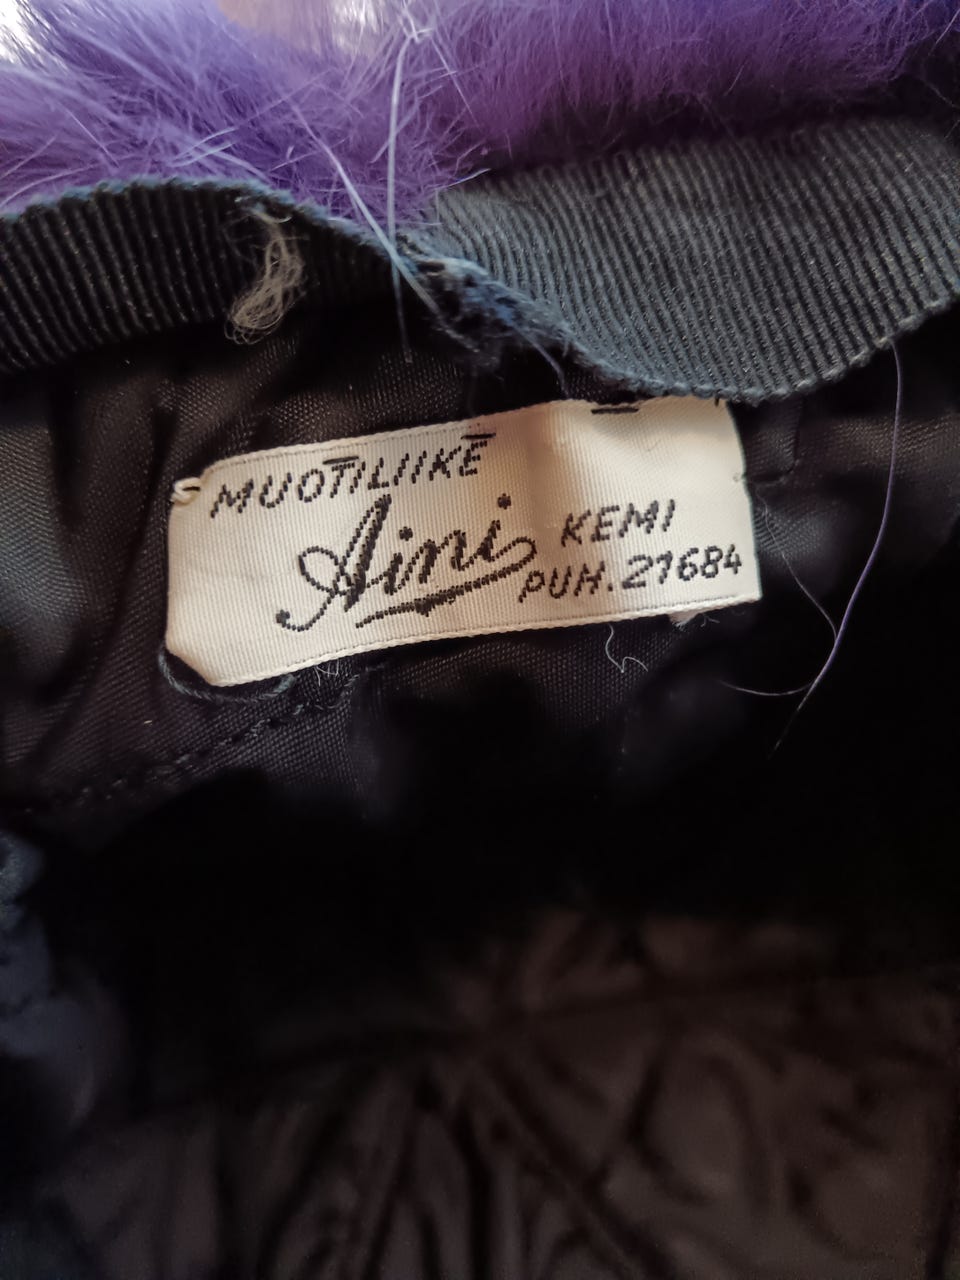 MUOTILIIKE
Aini
KEMI
PUH. 21684